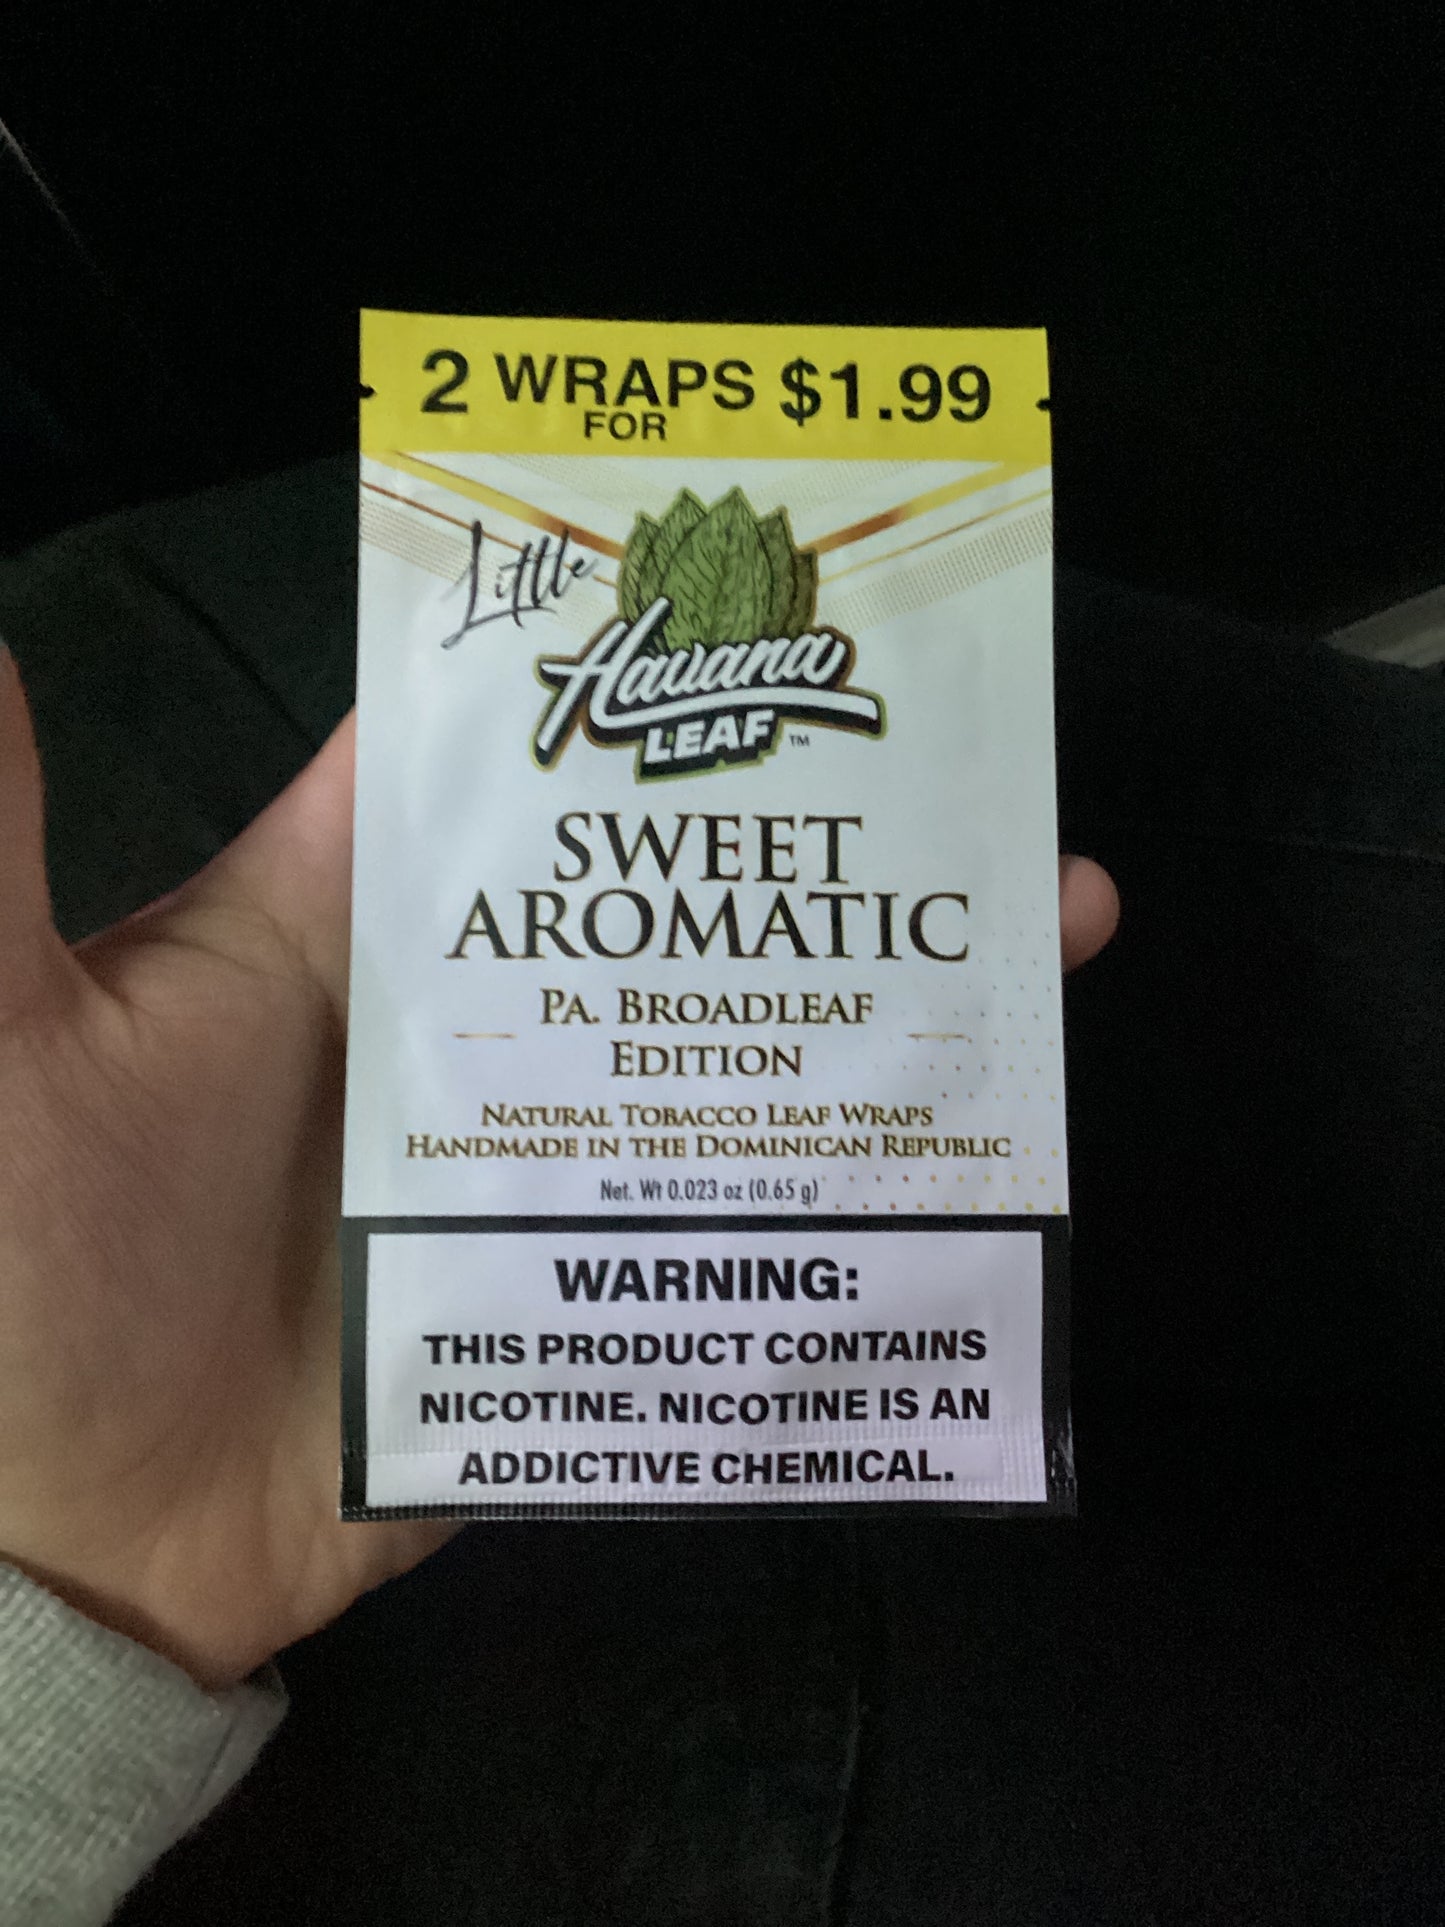 2 WRAPS $1.99
FOR
Little
Havana
LEAF ™
SWEET
AROMATIC
PA. BROADLEAF
EDITION
NATURAL TOBACCO LEAF WRAPS
HANDMADE IN THE DOMINICAN REPUBLIC
Net. Wt 0.023 oz (0.65 g)
WARNING:
THIS PRODUCT CONTAINS
NICOTINE. NICOTINE IS AN
ADDICTIVE CHEMICAL.